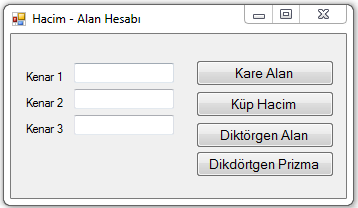 Hacim - Alan Hesabı
Kenar 1
Kare Alan
Kenar 2
Küp Hacim
Kenar 3
Diktörgen Alan
Dikdörtgen Prizma